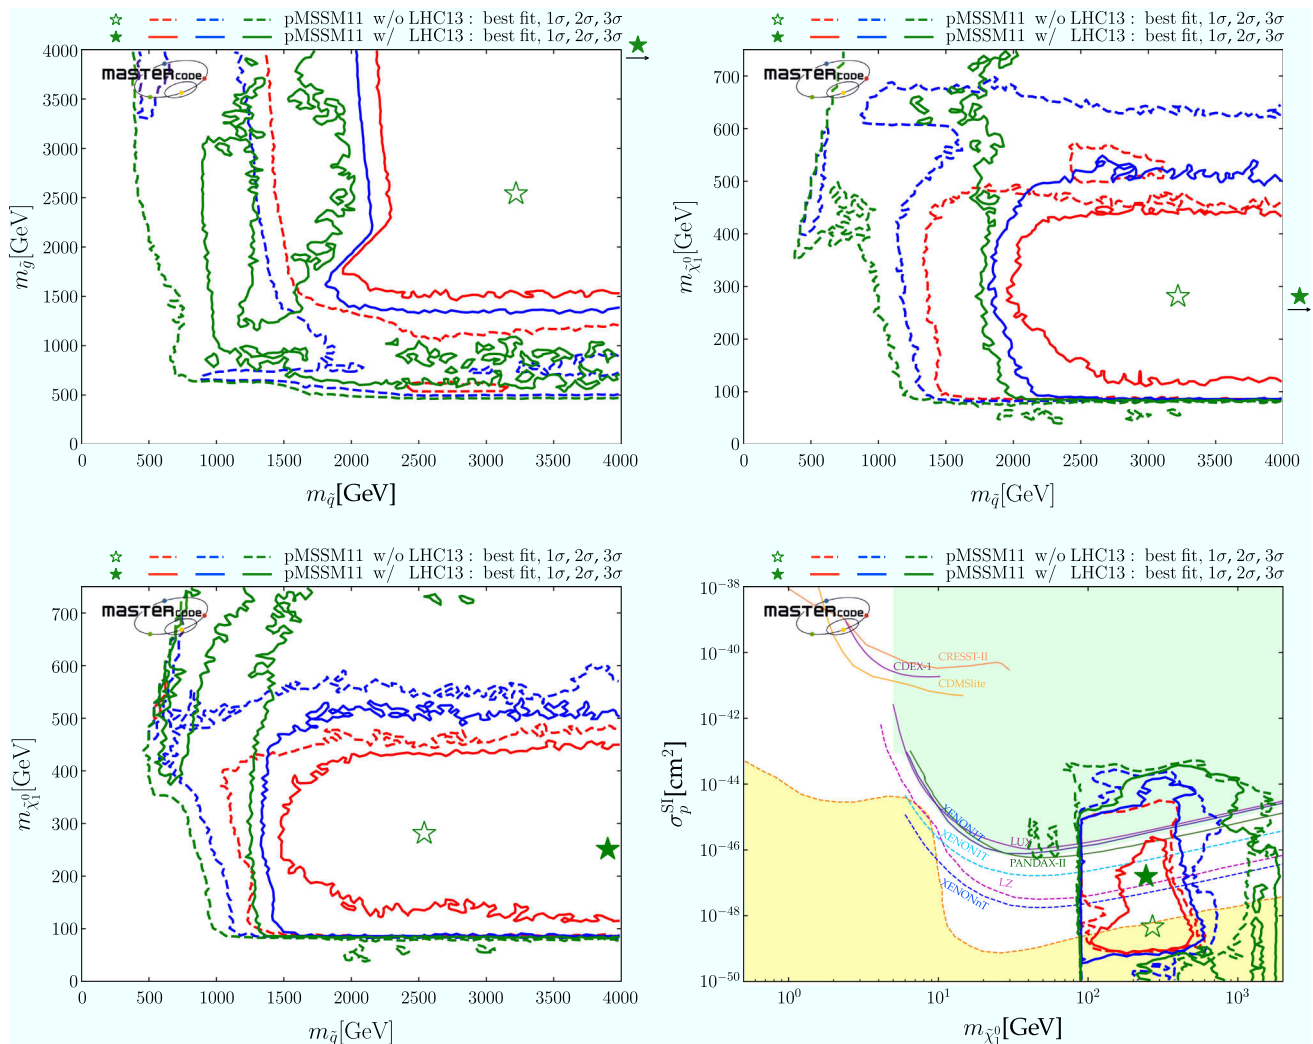 pMSSM11 w/o LHC13 : best fit, 1σ, 2σ, 3σ
pMSSM11 w/ LHC13 : best fit, 1σ, 2σ, 3σ
MASTERCODE
4000
3500
3000
2500
2000
1500
1000
500
0
m_g̃[GeV]
0 500 1000 1500 2000 2500 3000 3500 4000
m_q̃[GeV]
pMSSM11 w/o LHC13 : best fit, 1σ, 2σ, 3σ
pMSSM11 w/ LHC13 : best fit, 1σ, 2σ, 3σ
MASTERCODE
700
600
500
400
300
200
100
0
m_χ̃₁⁰[GeV]
0 500 1000 1500 2000 2500 3000 3500 4000
m_q̃[GeV]
pMSSM11 w/o LHC13 : best fit, 1σ, 2σ, 3σ
pMSSM11 w/ LHC13 : best fit, 1σ, 2σ, 3σ
MASTERCODE
700
600
500
400
300
200
100
0
m_χ̃₁⁰[GeV]
0 500 1000 1500 2000 2500 3000 3500 4000
m_g̃[GeV]
pMSSM11 w/o LHC13 : best fit, 1σ, 2σ, 3σ
pMSSM11 w/ LHC13 : best fit, 1σ, 2σ, 3σ
MASTERCODE
10⁻³⁸
10⁻⁴⁰
10⁻⁴²
10⁻⁴⁴
10⁻⁴⁶
10⁻⁴⁸
10⁻⁵⁰
σ_p^SI[cm²]
CRESST-II
CDEX-1
CDMSlite
XENON1T
LUX
XENON1T
PANDAX-II
LZ
XENONnT
10⁰ 10¹ 10² 10³
m_χ̃₁⁰[GeV]